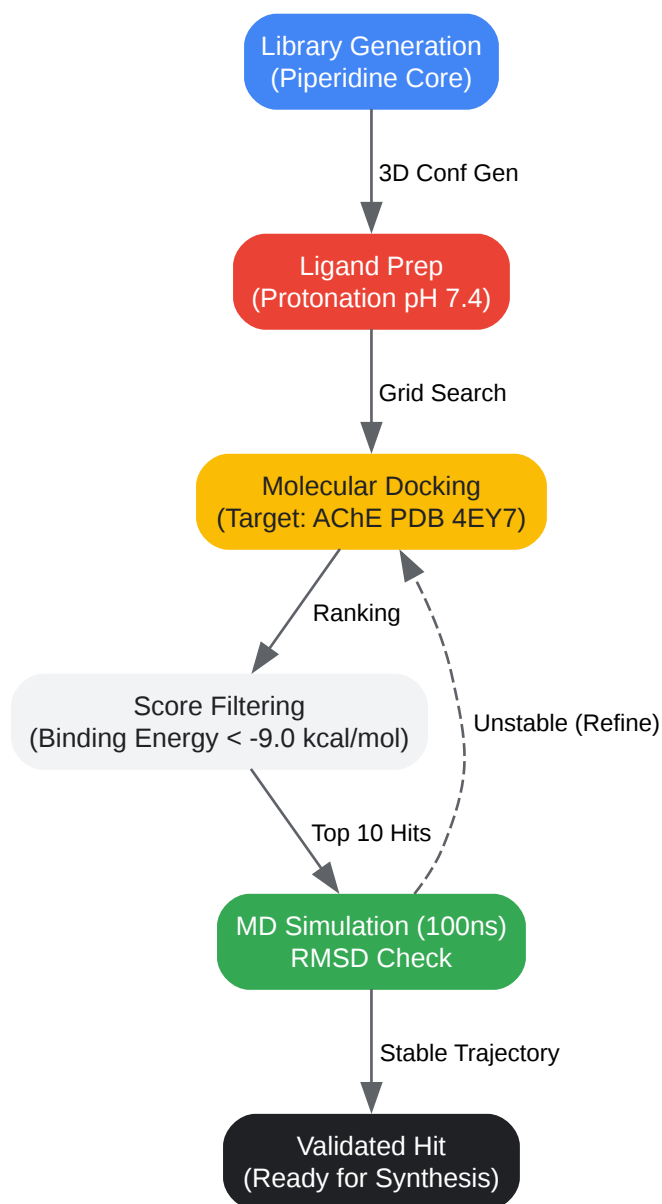 Library Generation
(Piperidine Core)
3D Conf Gen
Ligand Prep
(Protonation pH 7.4)
Grid Search
Molecular Docking
(Target: AChE PDB 4EY7)
Ranking
Score Filtering
(Binding Energy < -9.0 kcal/mol)
Unstable (Refine)
Top 10 Hits
MD Simulation (100ns)
RMSD Check
Stable Trajectory
Validated Hit
(Ready for Synthesis)